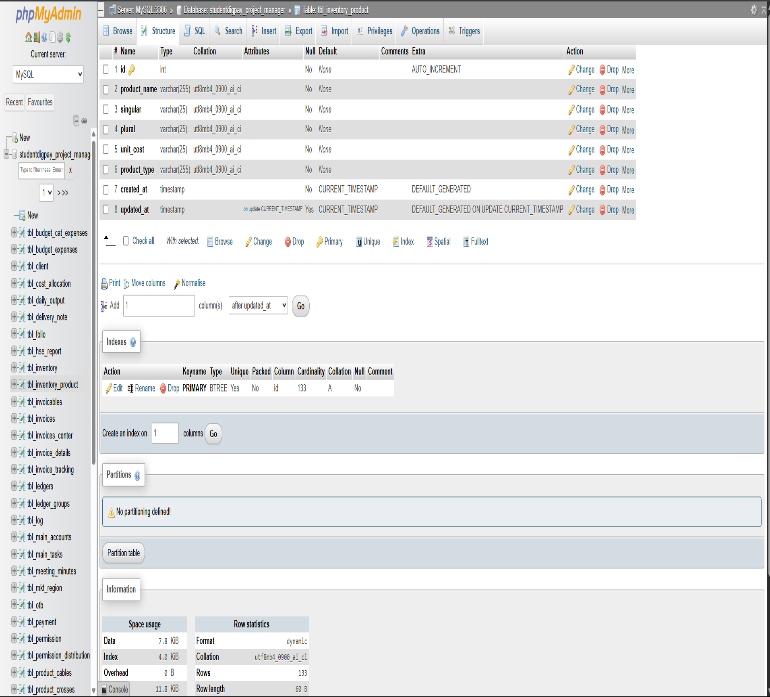 phpMyAdmin
Current server:
MySQL
Recent Favourites
New
studentdigpay_project_manag
Type to filter these, Enter X
1 > >>
New
tbl_budget_cat_expenses
tbl_budget_expenses
tbl_client
tbl_cost_allocation
tbl_daily_output
tbl_delivery_note
tbl_folio
tbl_hse_report
tbl_inventory
tbl_inventory_product
tbl_invoicables
tbl_invoices
tbl_invoices_conter
tbl_invoice_details
tbl_invoice_tracking
tbl_ledgers
tbl_ledger_groups
tbl_log
tbl_main_accounts
tbl_main_tasks
tbl_meeting_minutes
tbl_mkt_region
tbl_otb
tbl_payment
tbl_permission
tbl_permission_distribution
tbl_product_cables
tbl_product_crosses
Server: MySQL:3306 » Database: studentdigpay_project_manager » Table: tbl_inventory_product
Browse Structure SQL Search Insert Export Import Privileges Operations Triggers
# Name Type Collation Attributes Null Default Comments Extra Action
1 id int No None AUTO_INCREMENT Change Drop More
2 product_name varchar(255) utf8mb4_0900_ai_ci No None Change Drop More
3 singular varchar(25) utf8mb4_0900_ai_ci No None Change Drop More
4 plural varchar(25) utf8mb4_0900_ai_ci No None Change Drop More
5 unit_cost varchar(25) utf8mb4_0900_ai_ci No None Change Drop More
6 product_type varchar(255) utf8mb4_0900_ai_ci No None Change Drop More
7 created_at timestamp No CURRENT_TIMESTAMP DEFAULT_GENERATED Change Drop More
8 updated_at timestamp on update CURRENT_TIMESTAMP Yes CURRENT_TIMESTAMP DEFAULT_GENERATED ON UPDATE CURRENT_TIMESTAMP Change Drop More
Check all With selected: Browse Change Drop Primary Unique Index Spatial Fulltext
Print Move columns Normalise
Add 1 column(s) after updated_at Go
Indexes
Action Keyname Type Unique Packed Column Cardinality Collation Null Comment
Edit Rename Drop PRIMARY BTREE Yes No id 133 A No
Create an index on 1 columns Go
Partitions
No partitioning defined!
Partition table
Information
Space usage
Data 7.8 KiB
Index 4.0 KiB
Overhead 0 B
Console 11.8 KiB
Row statistics
Format dynamic
Collation utf8mb4_0900_ai_ci
Rows 133
Row length 60 B